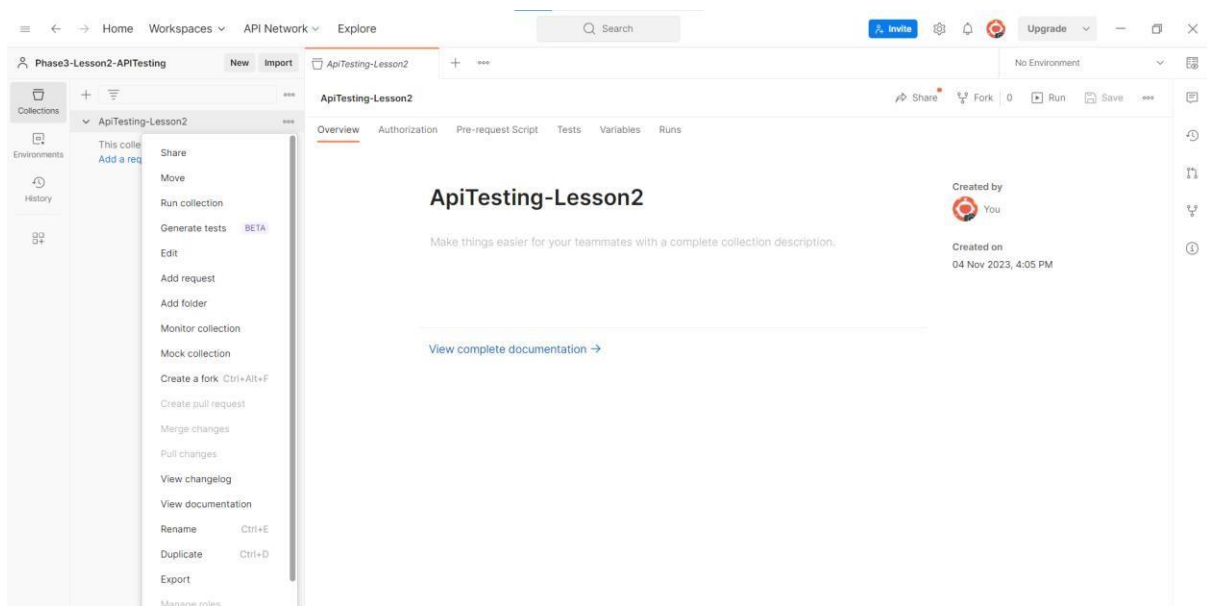 Home Workspaces API Network Explore Search Invite Upgrade
Phase3-Lesson2-APITesting New Import ApiTesting-Lesson2 No Environment
Collections
Environments
History
ApiTesting-Lesson2
This colle
Add a req
Share
Move
Run collection
Generate tests BETA
Edit
Add request
Add folder
Monitor collection
Mock collection
Create a fork Ctrl+Alt+F
Create pull request
Merge changes
Pull changes
View changelog
View documentation
Rename Ctrl+E
Duplicate Ctrl+D
Export
Manage roles
ApiTesting-Lesson2 Share Fork 0 Run Save
Overview Authorization Pre-request Script Tests Variables Runs
ApiTesting-Lesson2
Make things easier for your teammates with a complete collection description.
View complete documentation →
Created by
You
Created on
04 Nov 2023, 4:05 PM